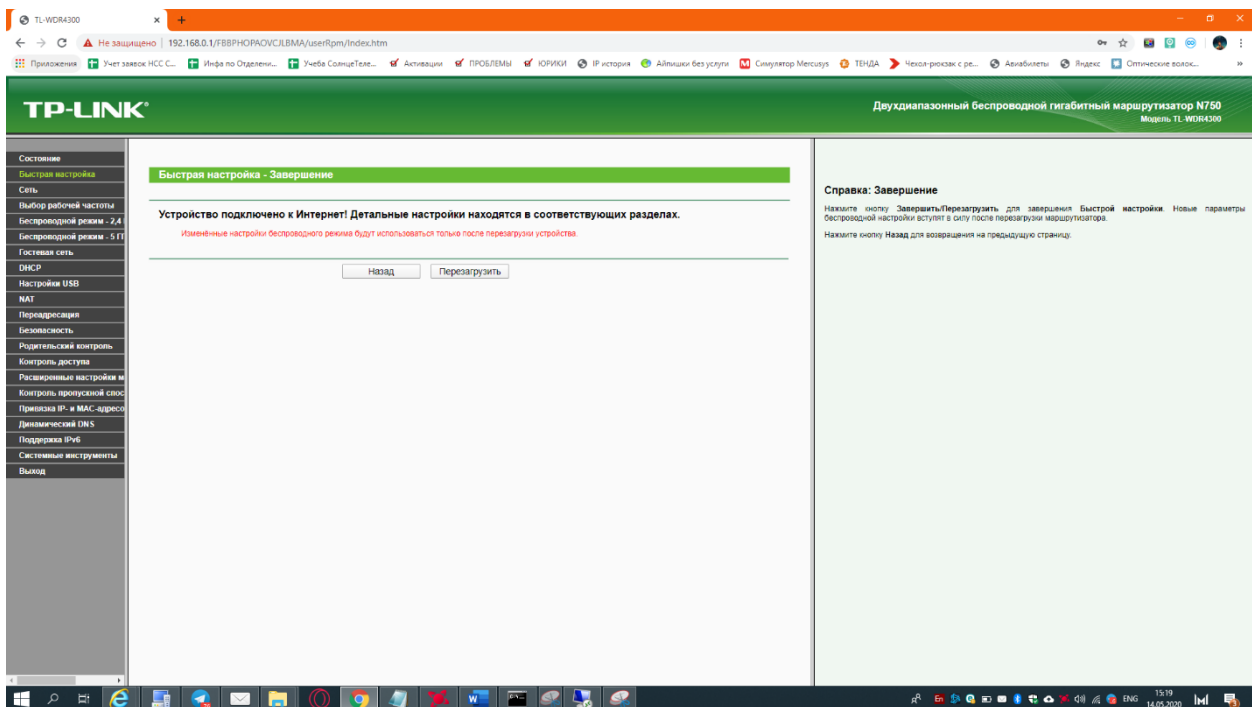 TL-WDR4300
Не защищено | 192.168.0.1/FBBPHOPAOVCJLBMA/userRpm/Index.htm
Приложения Учет заявок НСС С... Инфа по Отделени... Учеба СолнцеТеле... Активации ПРОБЛЕМЫ ЮРИКИ IP история Айпишки без услуги Симулятор Mercusys ТЕНДА Чехол-рюкзак с ре... Авиабилеты Яндекс Оптические волок... »
TP-LINK®
Двухдиапазонный беспроводной гигабитный маршрутизатор N750
Модель TL-WDR4300
Состояние
Быстрая настройка
Сеть
Выбор рабочей частоты
Беспроводной режим - 2,4
Беспроводной режим - 5 ГГ
Гостевая сеть
DHCP
Настройки USB
NAT
Переадресация
Безопасность
Родительский контроль
Контроль доступа
Расширенные настройки м
Контроль пропускной спос
Привязка IP- и MAC-адресо
Динамический DNS
Поддержка IPv6
Системные инструменты
Выход
Быстрая настройка - Завершение
Устройство подключено к Интернет! Детальные настройки находятся в соответствующих разделах.
Изменённые настройки беспроводного режима будут использоваться только после перезагрузки устройства.
Назад Перезагрузить
Справка: Завершение
Нажмите кнопку Завершить/Перезагрузить для завершения Быстрой настройки. Новые параметры
беспроводной настройки вступят в силу после перезагрузки маршрутизатора.
Нажмите кнопку Назад для возвращения на предыдущую страницу.
ENG
15:19
14.05.2020